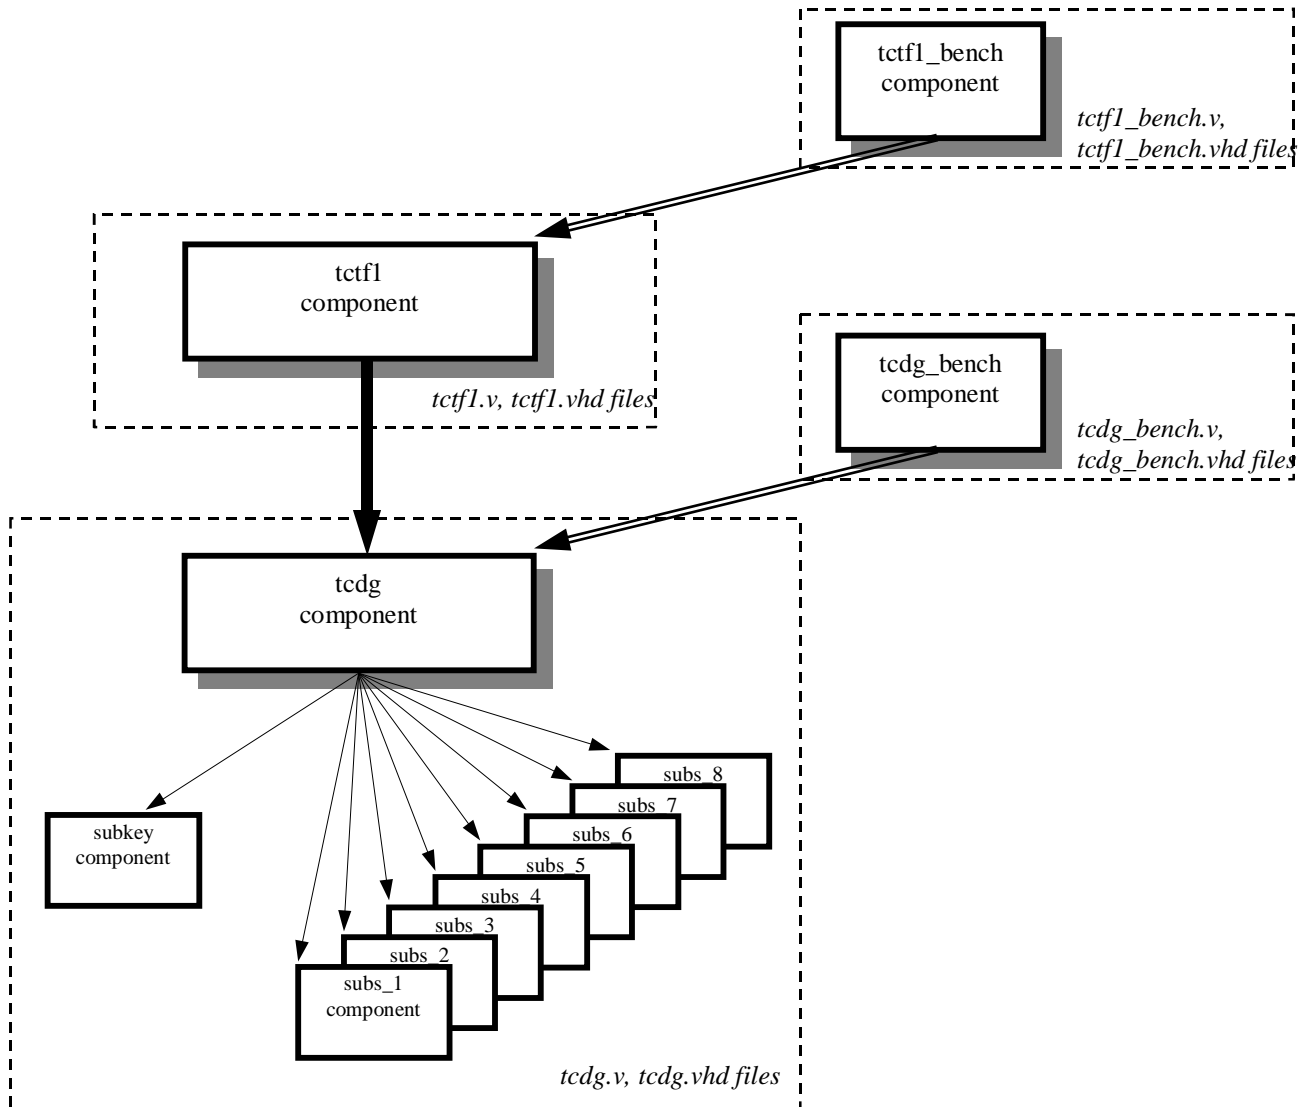 tctf1_bench
component
tctf1_bench.v,
tctf1_bench.vhd files
tctf1
component
tctf1.v, tctf1.vhd files
tcdg_bench
component
tcdg_bench.v,
tcdg_bench.vhd files
tcdg
component
subs_8
subs_7
subs_6
subs_5
subs_4
subs_3
subs_2
subs_1
component
subkey
component
tcdg.v, tcdg.vhd files